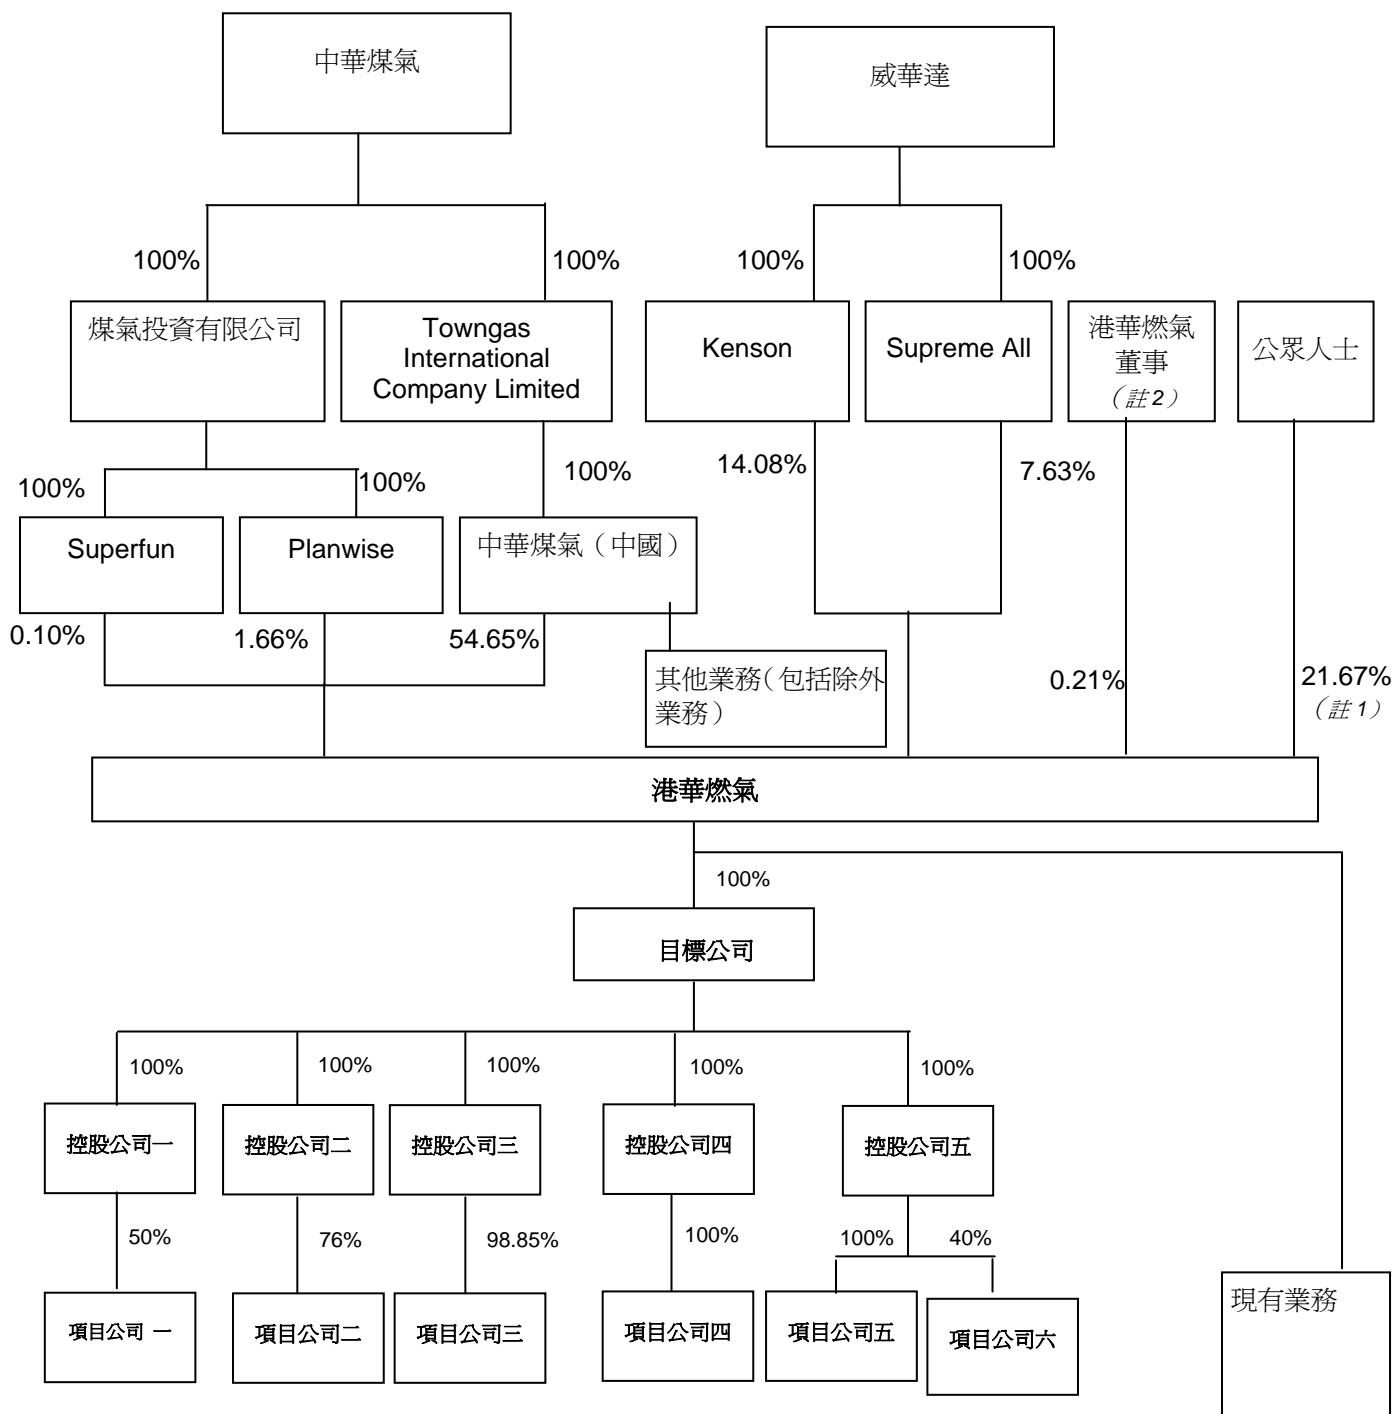 中華煤氣
威華達
100%
100%
100%
100%
煤氣投資有限公司
Towngas
International
Company Limited
Kenson
Supreme All
港華燃氣
董事
（註 2）
公眾人士
100%
100%
100%
14.08%
7.63%
Superfun
Planwise
中華煤氣（中國）
0.10%
1.66%
54.65%
其他業務（包括除外
業務）
0.21%
21.67%
（註 1）
港華燃氣
100%
目標公司
100%
100%
100%
100%
100%
控股公司一
控股公司二
控股公司三
控股公司四
控股公司五
50%
76%
98.85%
100%
100%
40%
項目公司 一
項目公司二
項目公司三
項目公司四
項目公司五
項目公司六
現有業務